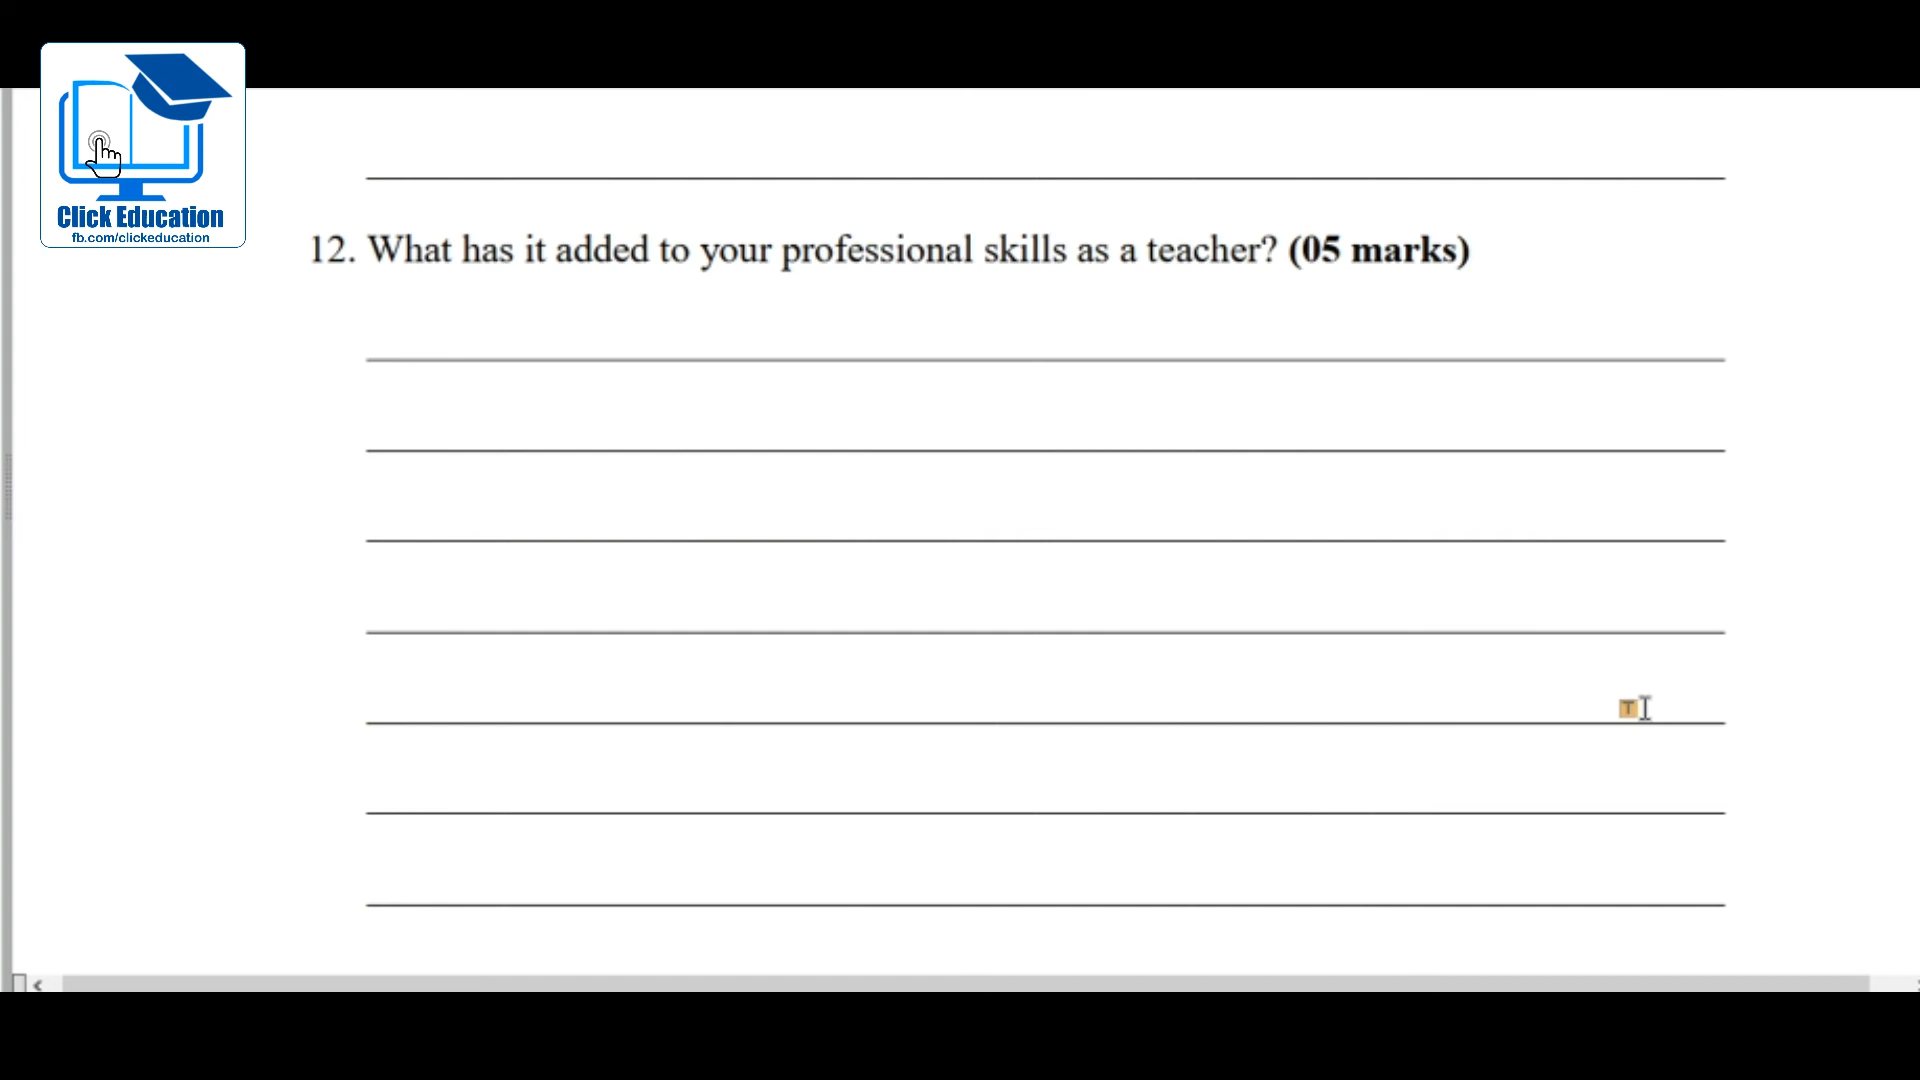 Click Education
fb.com/clickeducation
12. What has it added to your professional skills as a teacher? (05 marks)
T